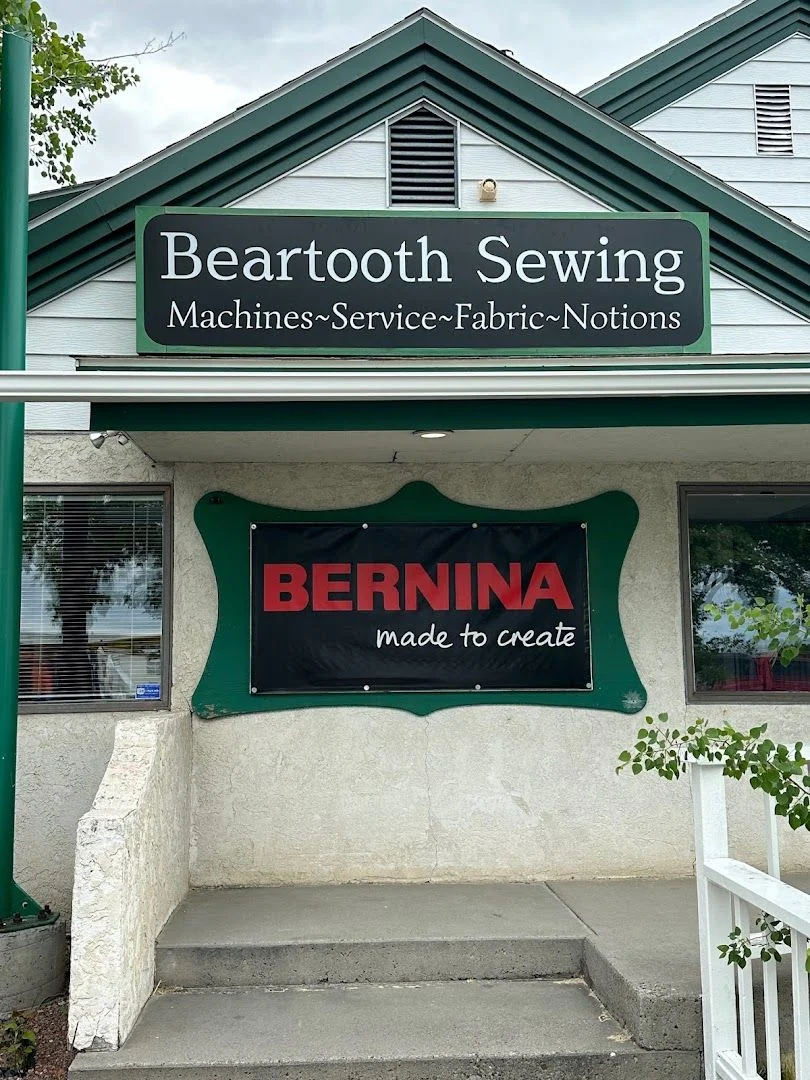 Beartooth Sewing
Machines~Service~Fabric~Notions
BERNINA
made to create